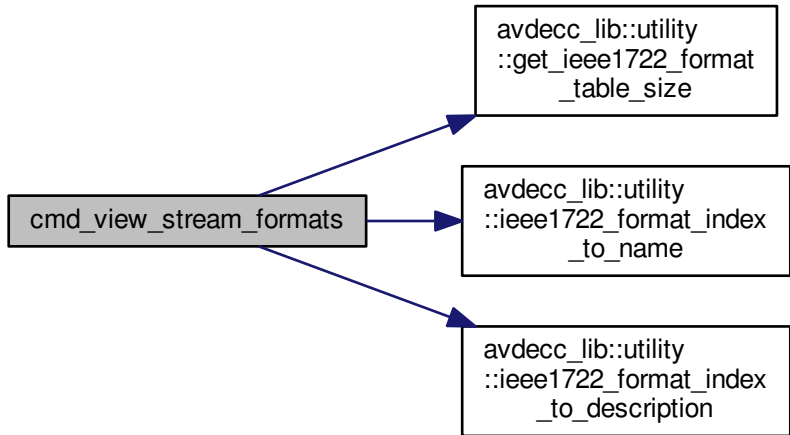 avdecc_lib::utility
::get_ieee1722_format
_table_size
cmd_view_stream_formats
avdecc_lib::utility
::ieee1722_format_index
_to_name
avdecc_lib::utility
::ieee1722_format_index
_to_description